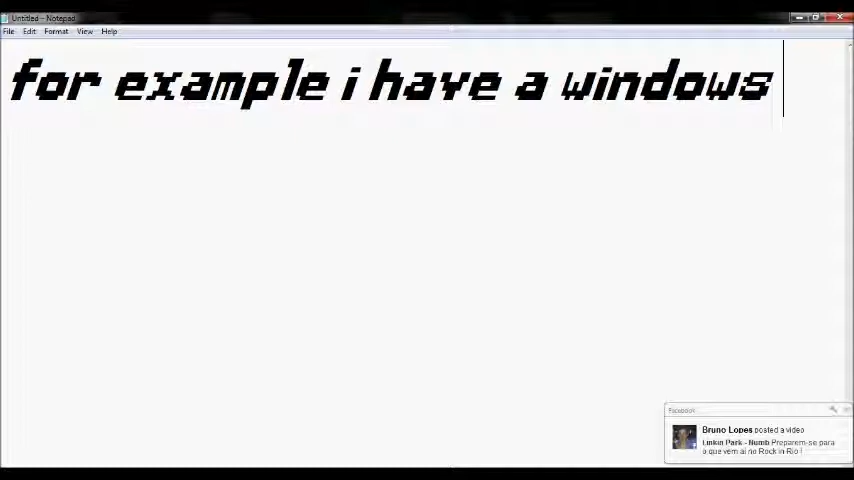 Untitled - Notepad
File Edit Format View Help
for example i have a windows
Facebook
Bruno Lopes posted a video
Linkin Park - Numb Preparem-se para
o que vem aí no Rock in Rio !